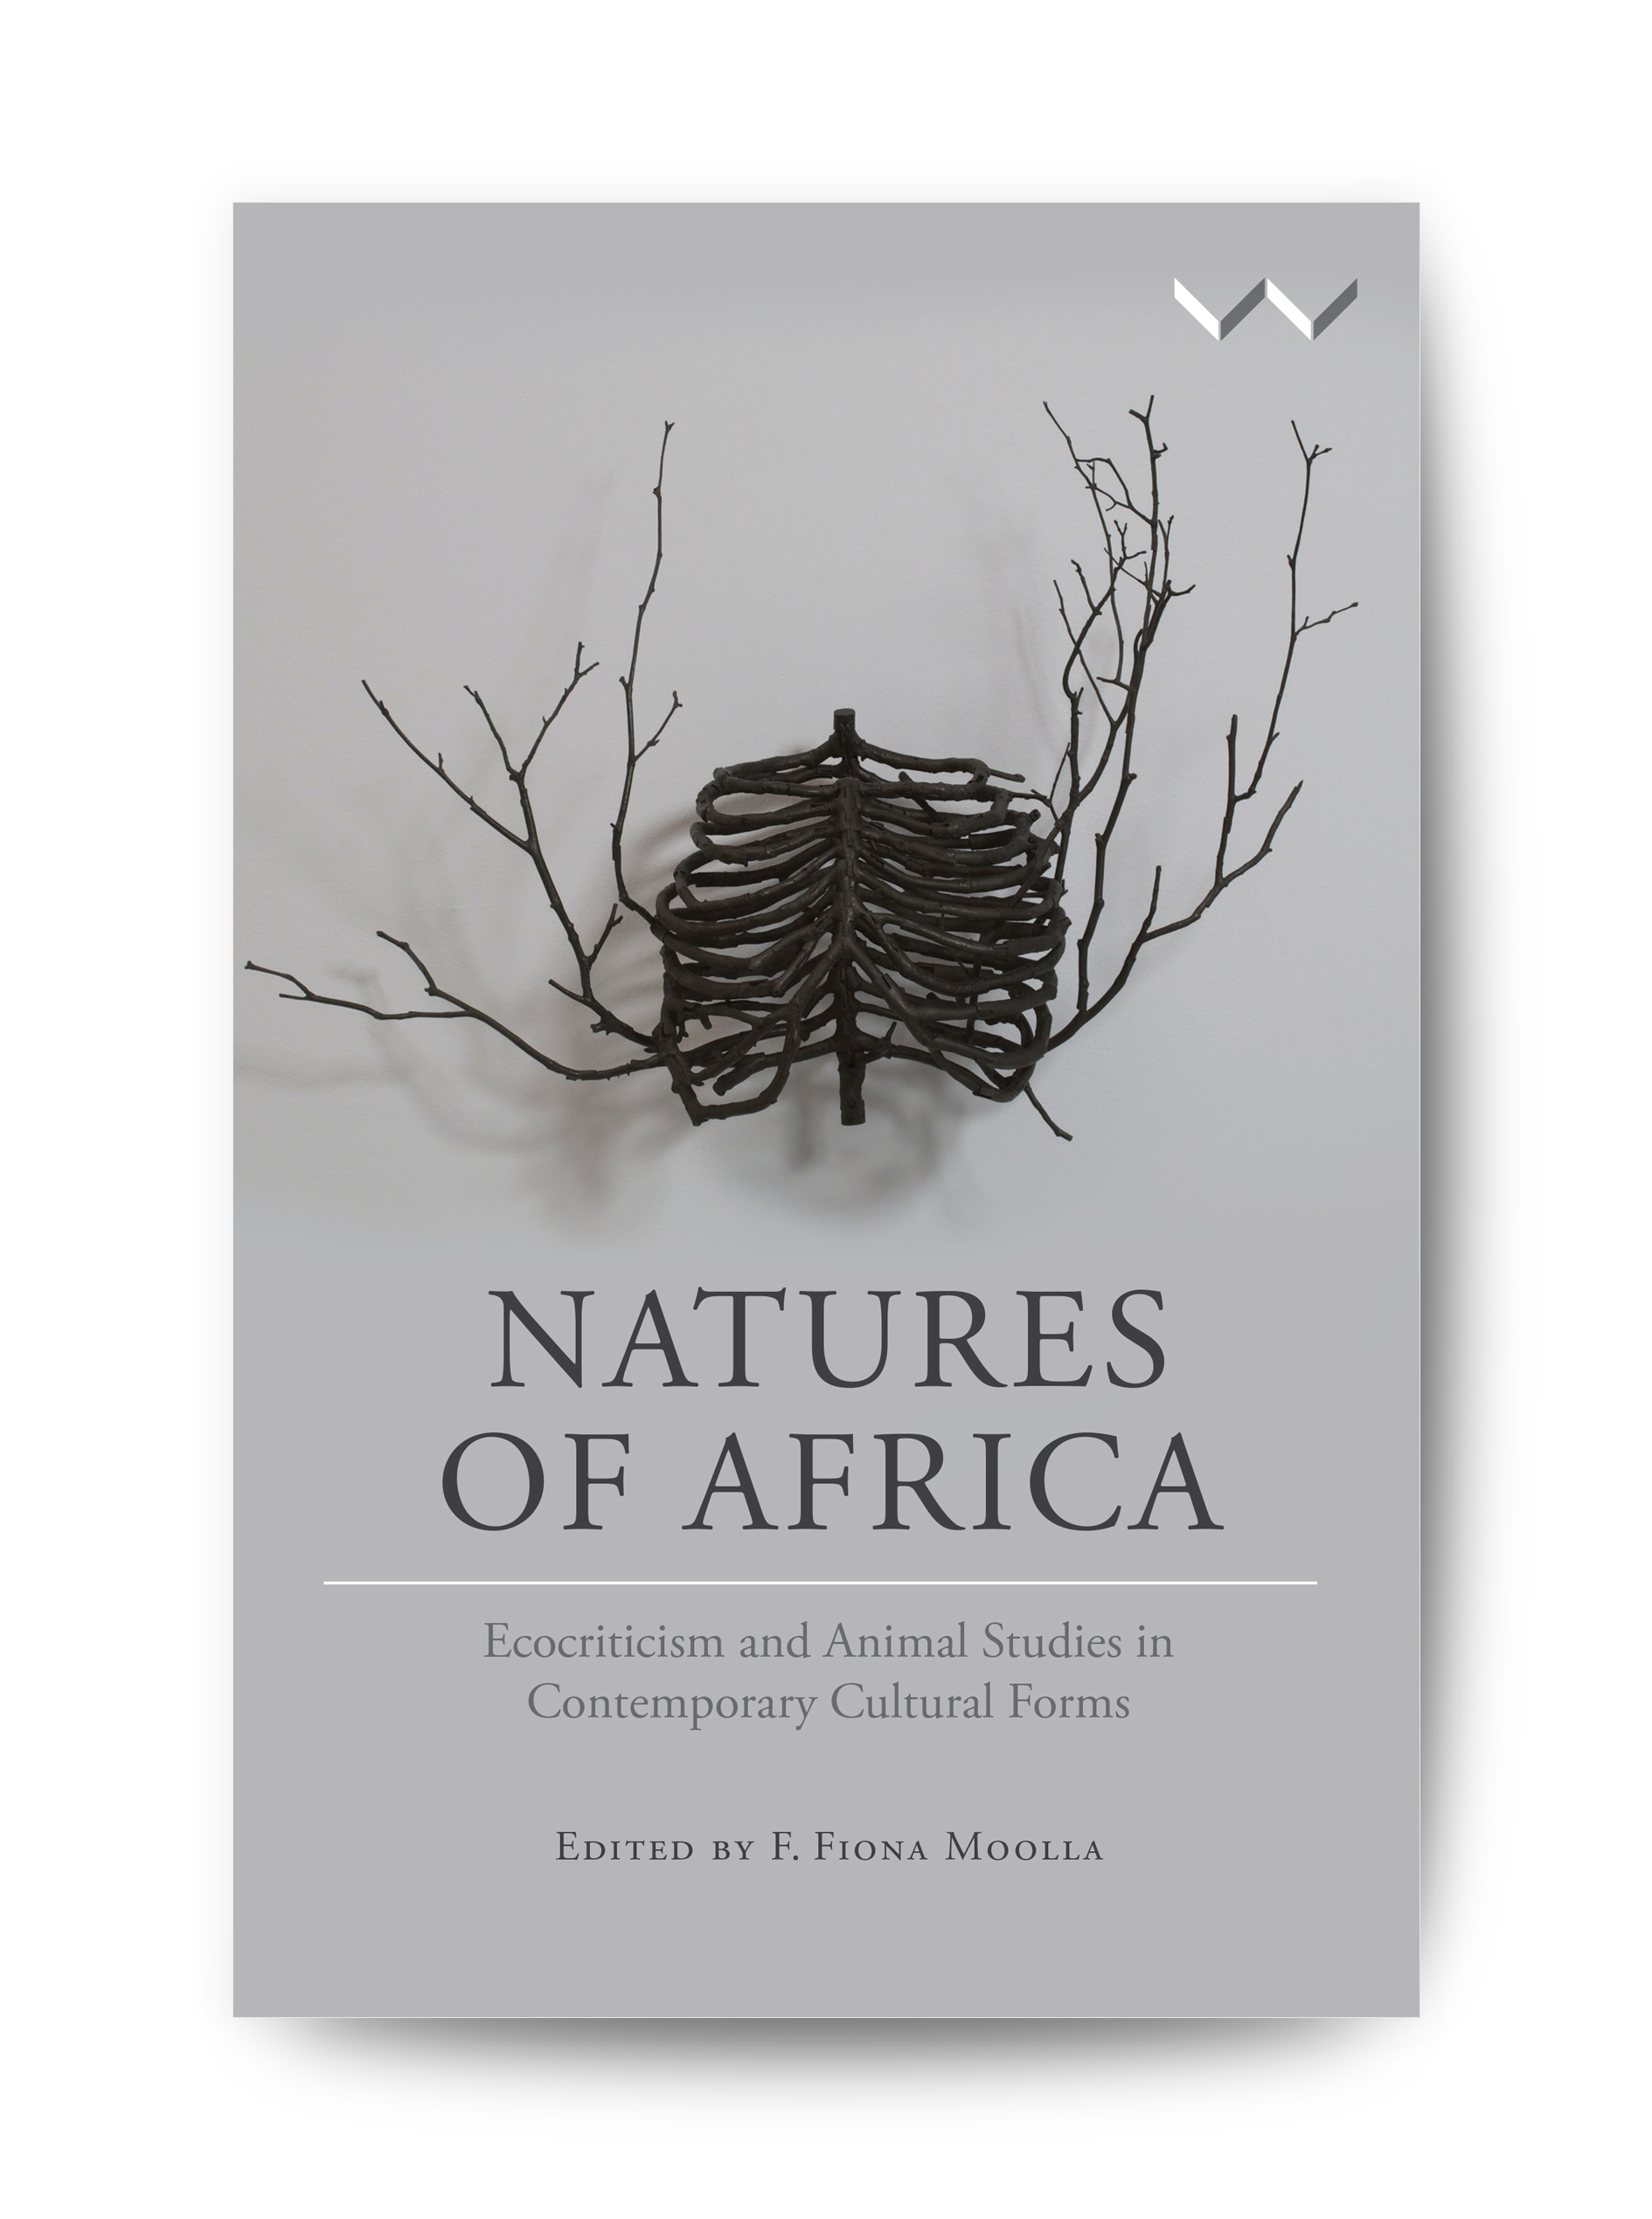 NATURES
OF AFRICA
Ecocriticism and Animal Studies in
Contemporary Cultural Forms
Edited by F. Fiona Moolla